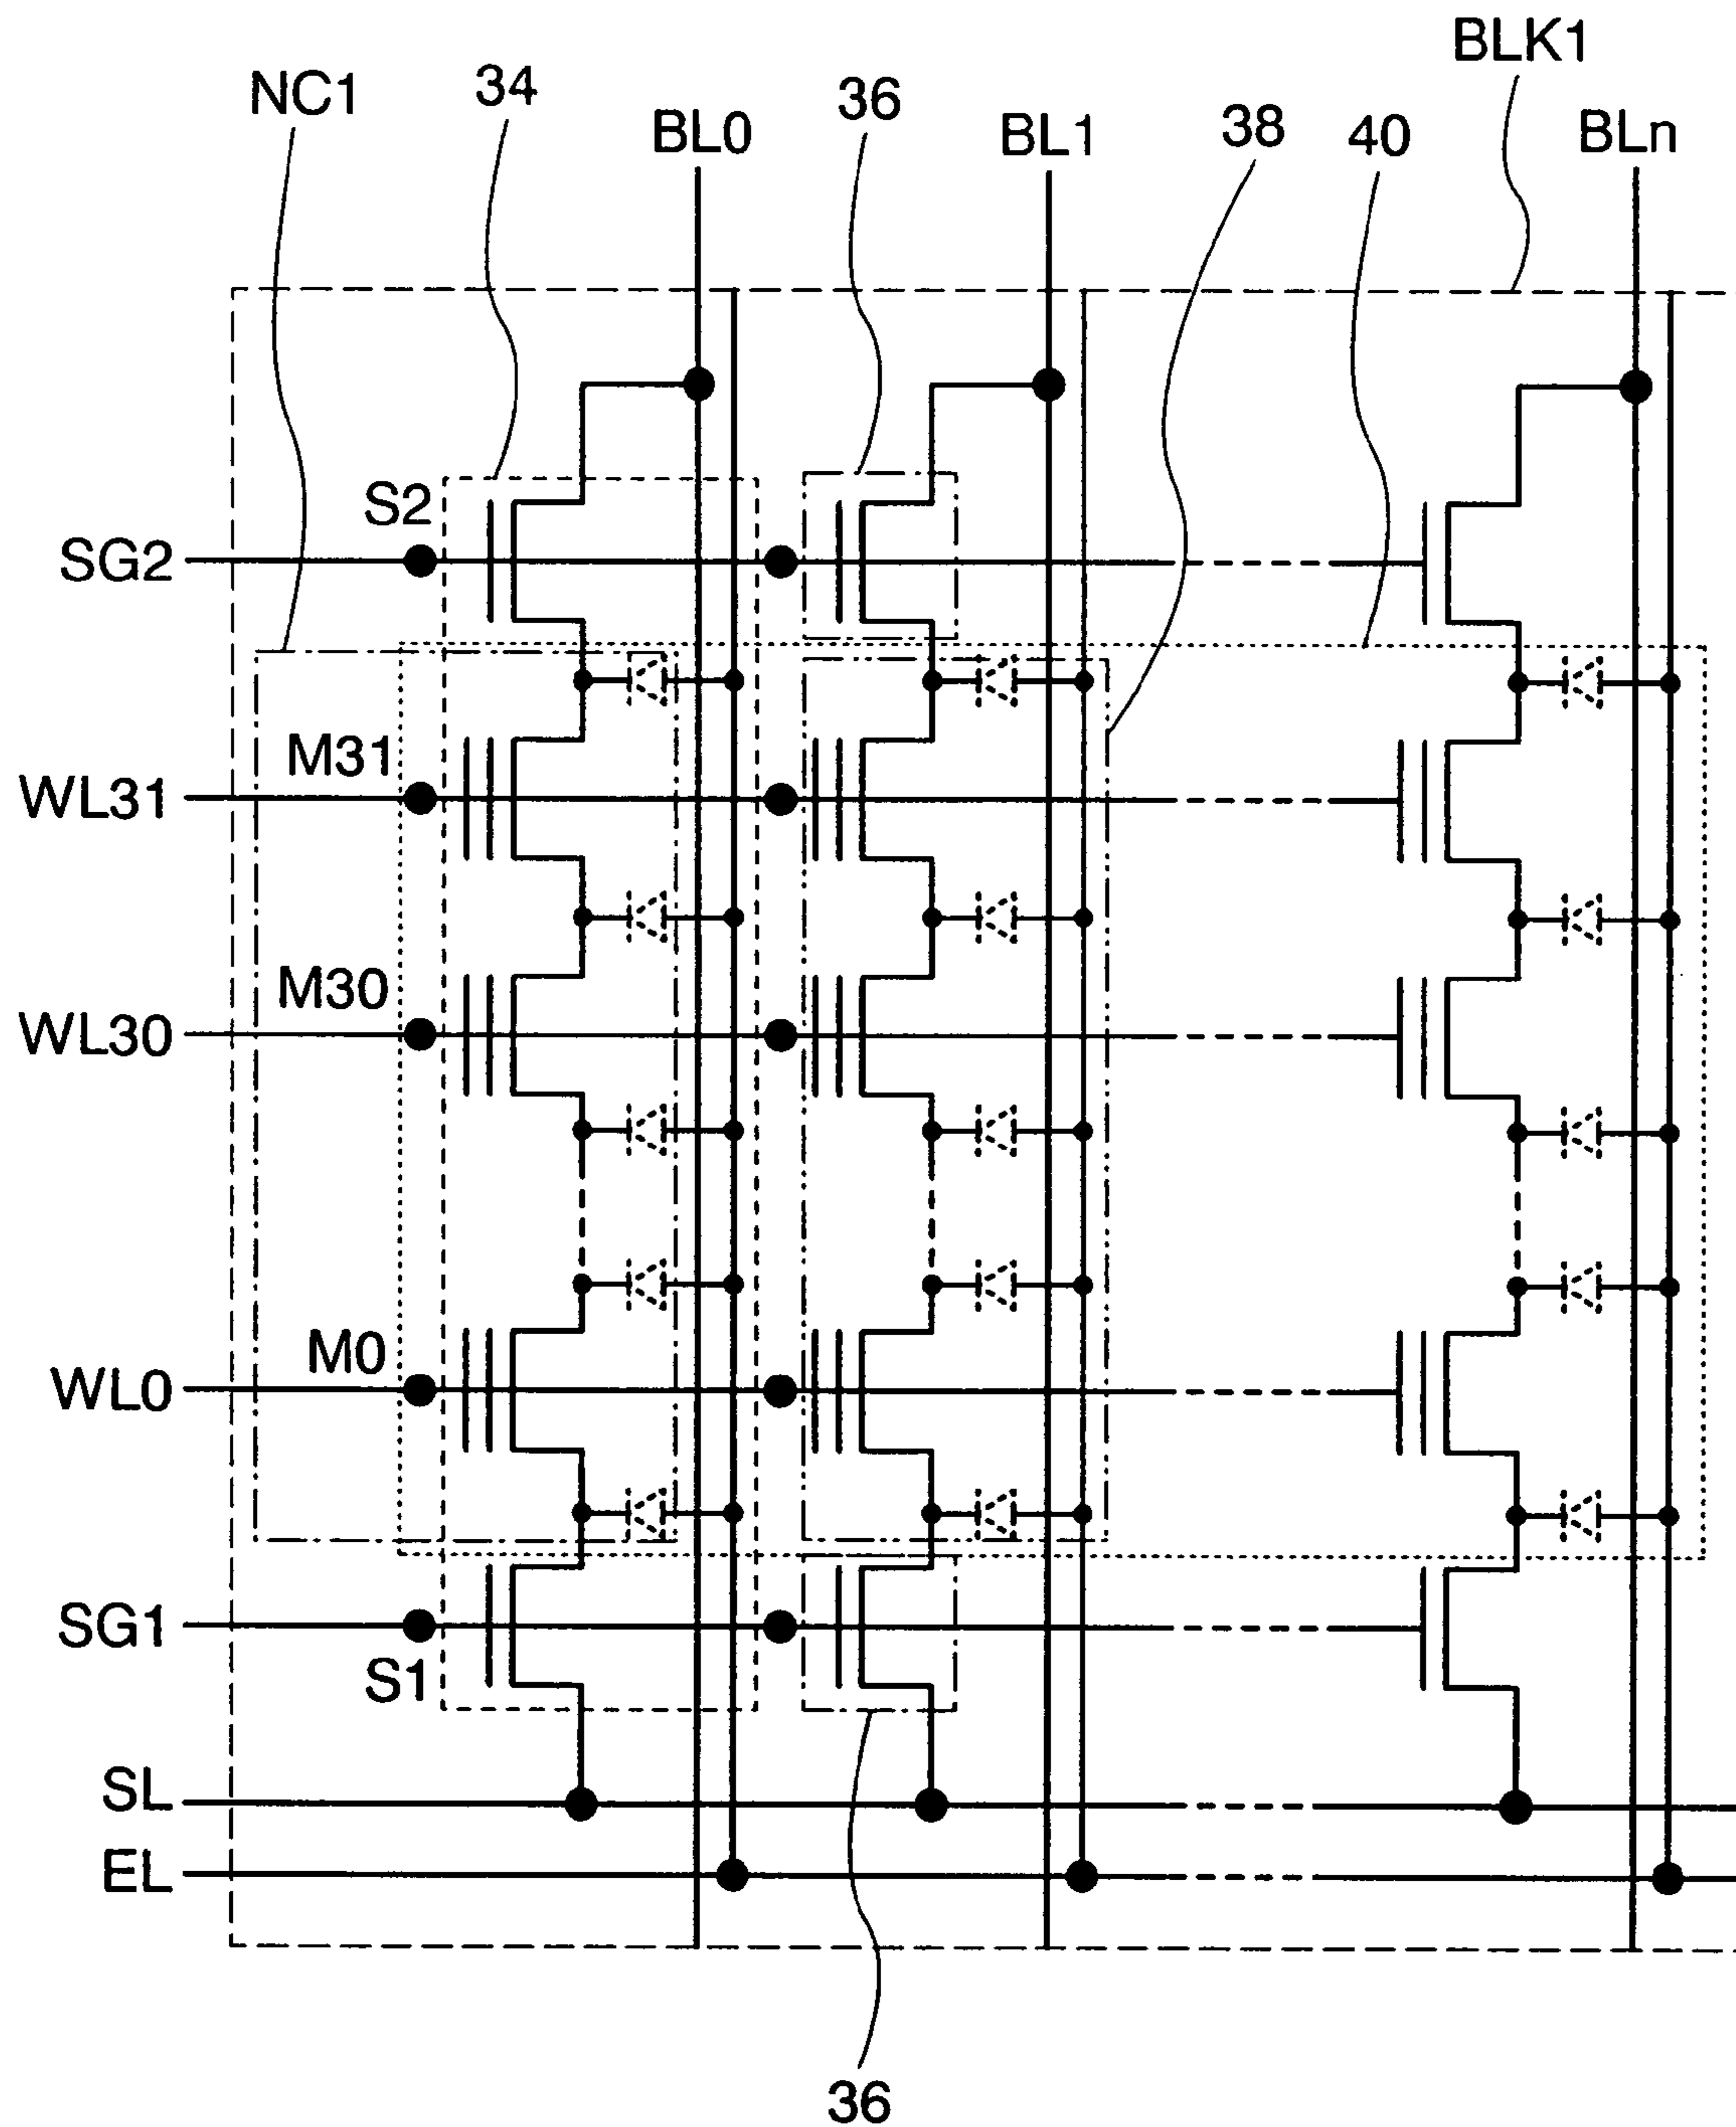 BLK1
NC1
34
36
BL0
BL1
38
40
BLn
S2
SG2
M31
WL31
M30
WL30
M0
WL0
SG1
S1
SL
EL
36